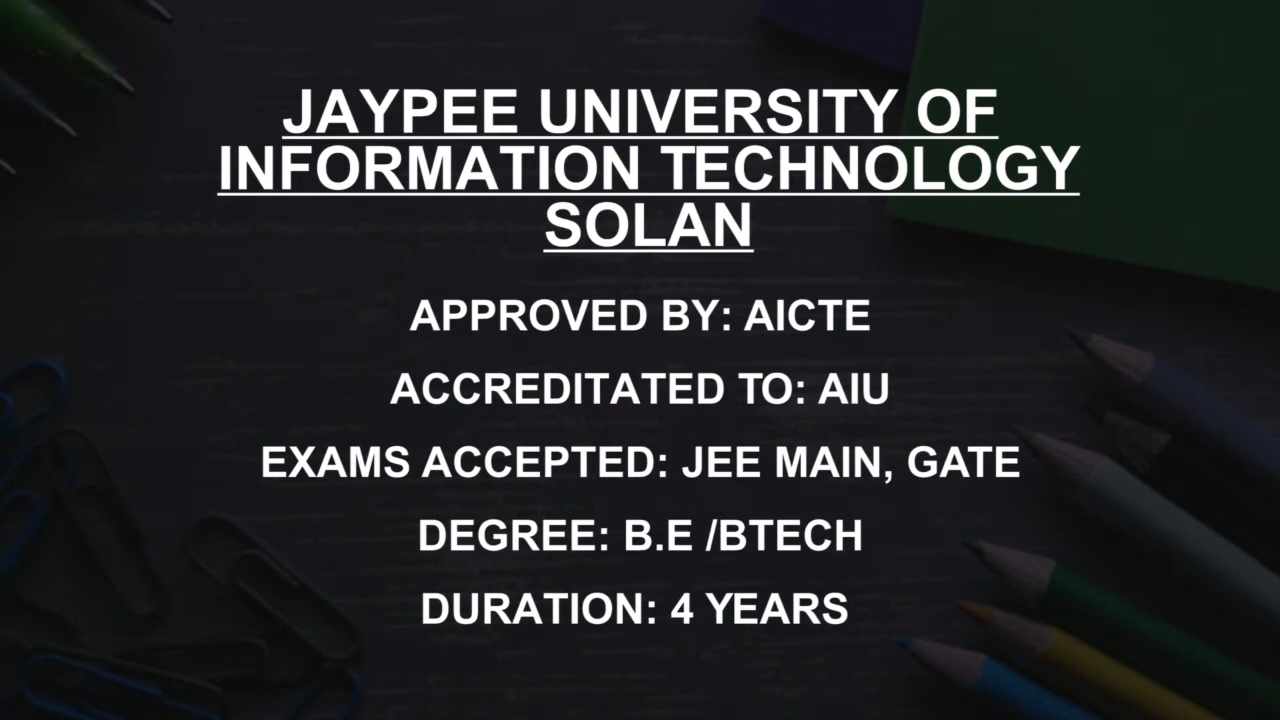 JAYPEE UNIVERSITY OF
INFORMATION TECHNOLOGY
SOLAN
APPROVED BY: AICTE
ACCREDITATED TO: AIU
EXAMS ACCEPTED: JEE MAIN, GATE
DEGREE: B.E /BTECH
DURATION: 4 YEARS